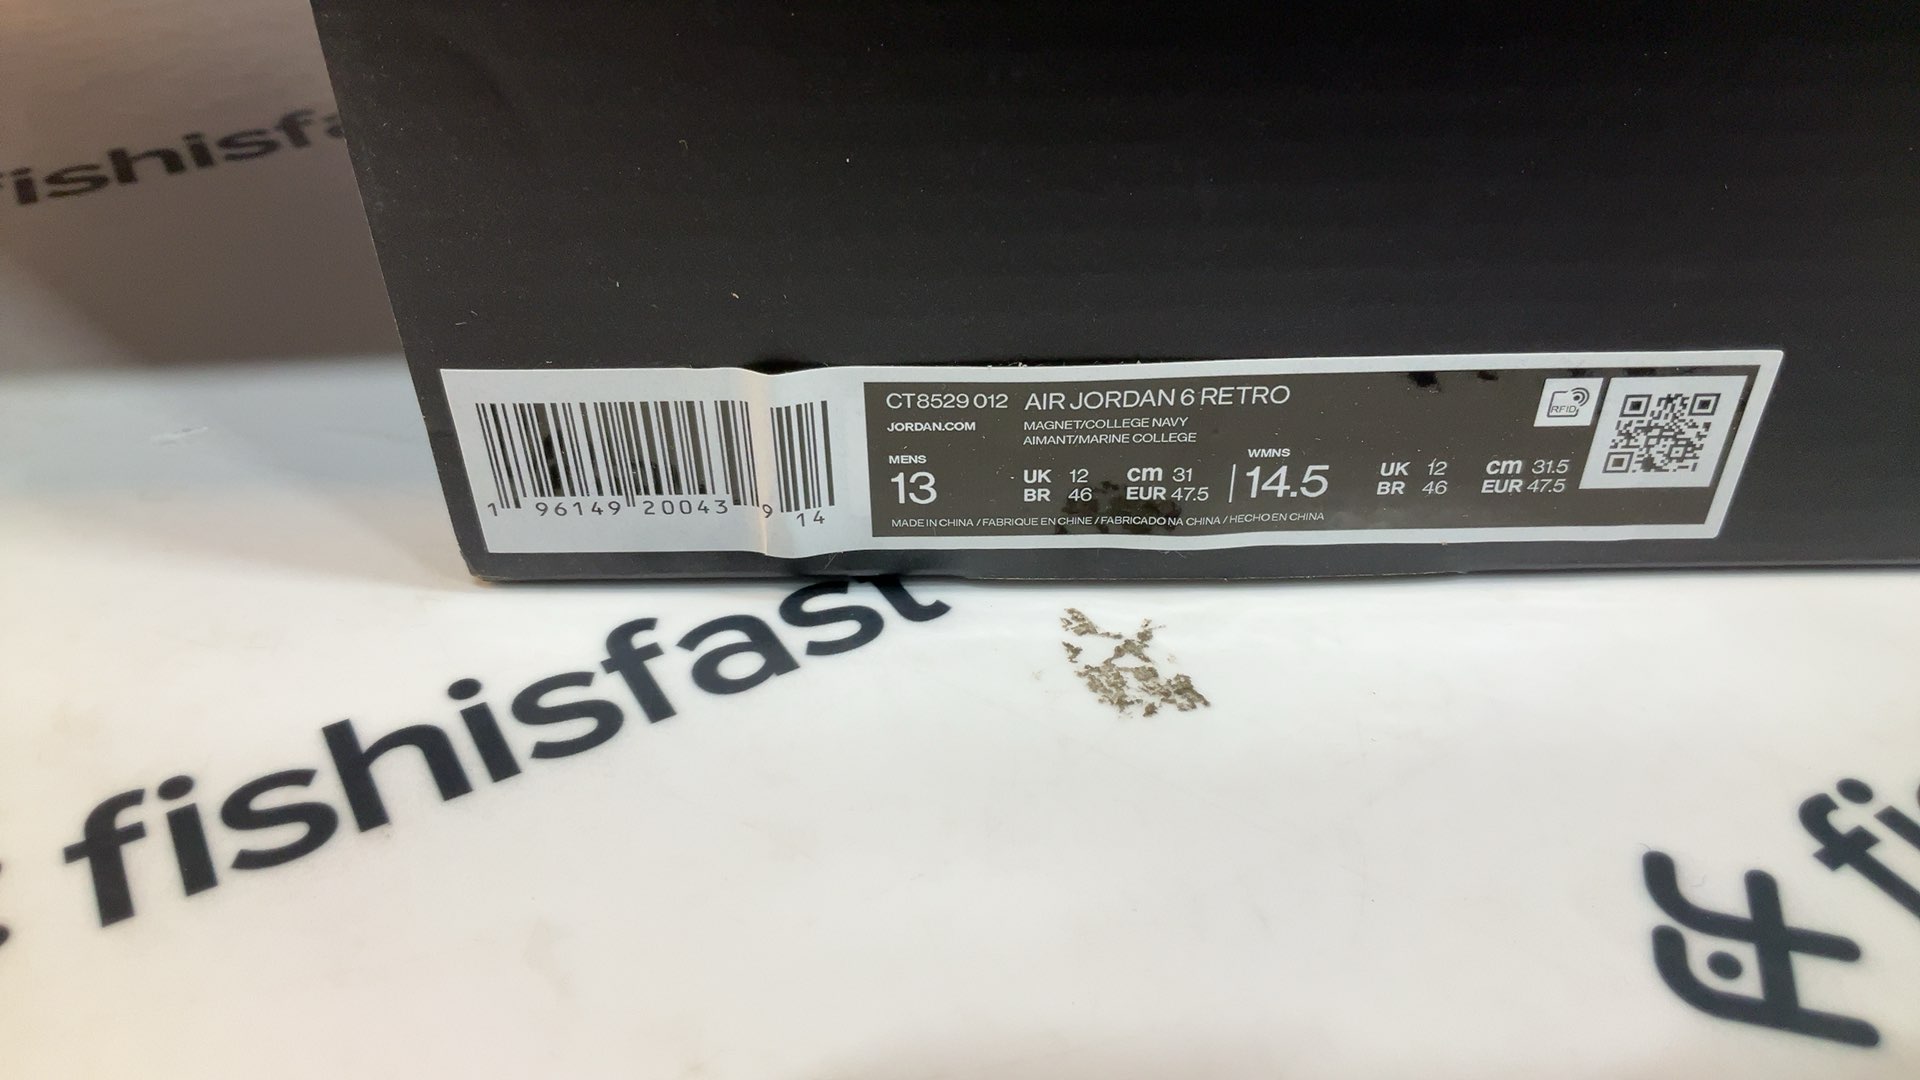 fishisfa
CT8529 012 AIR JORDAN 6 RETRO
JORDAN.COM
MAGNET/COLLEGE NAVY
AIMANT/MARINE COLLEGE
MENS
13
UK 12 cm 31
BR 46 EUR 47.5
WMNS
14.5
UK 12 cm 31.5
BR 46 EUR 47.5
MADE IN CHINA / FABRIQUE EN CHINE / FABRICADO NA CHINA / HECHO EN CHINA
RFID
1 96149 20043 9 14
fishisfast
fi